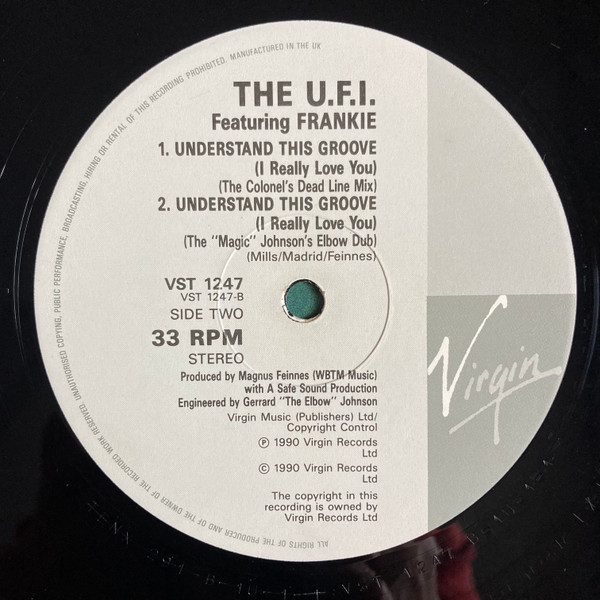 THE U.F.I.
Featuring FRANKIE
1. UNDERSTAND THIS GROOVE
(I Really Love You)
(The Colonel's Dead Line Mix)
2. UNDERSTAND THIS GROOVE
(I Really Love You)
(The "Magic" Johnson's Elbow Dub)
(Mills/Madrid/Feinnes)
VST 1247
VST 1247-B
SIDE TWO
33 RPM
STEREO
Produced by Magnus Feinnes (WBTM Music)
with A Safe Sound Production
Engineered by Gerrard "The Elbow" Johnson
Virgin Music (Publishers) Ltd/
Copyright Control
℗ 1990 Virgin Records
Ltd
© 1990 Virgin Records
Ltd
The copyright in this
recording is owned by
Virgin Records Ltd
Virgin
ALL RIGHTS OF THE PRODUCER AND OF THE OWNER OF THE RECORDED WORK RESERVED. UNAUTHORISED COPYING, PUBLIC PERFORMANCE, BROADCASTING, HIRING OR RENTAL OF THIS RECORDING PROHIBITED. MANUFACTURED IN THE UK